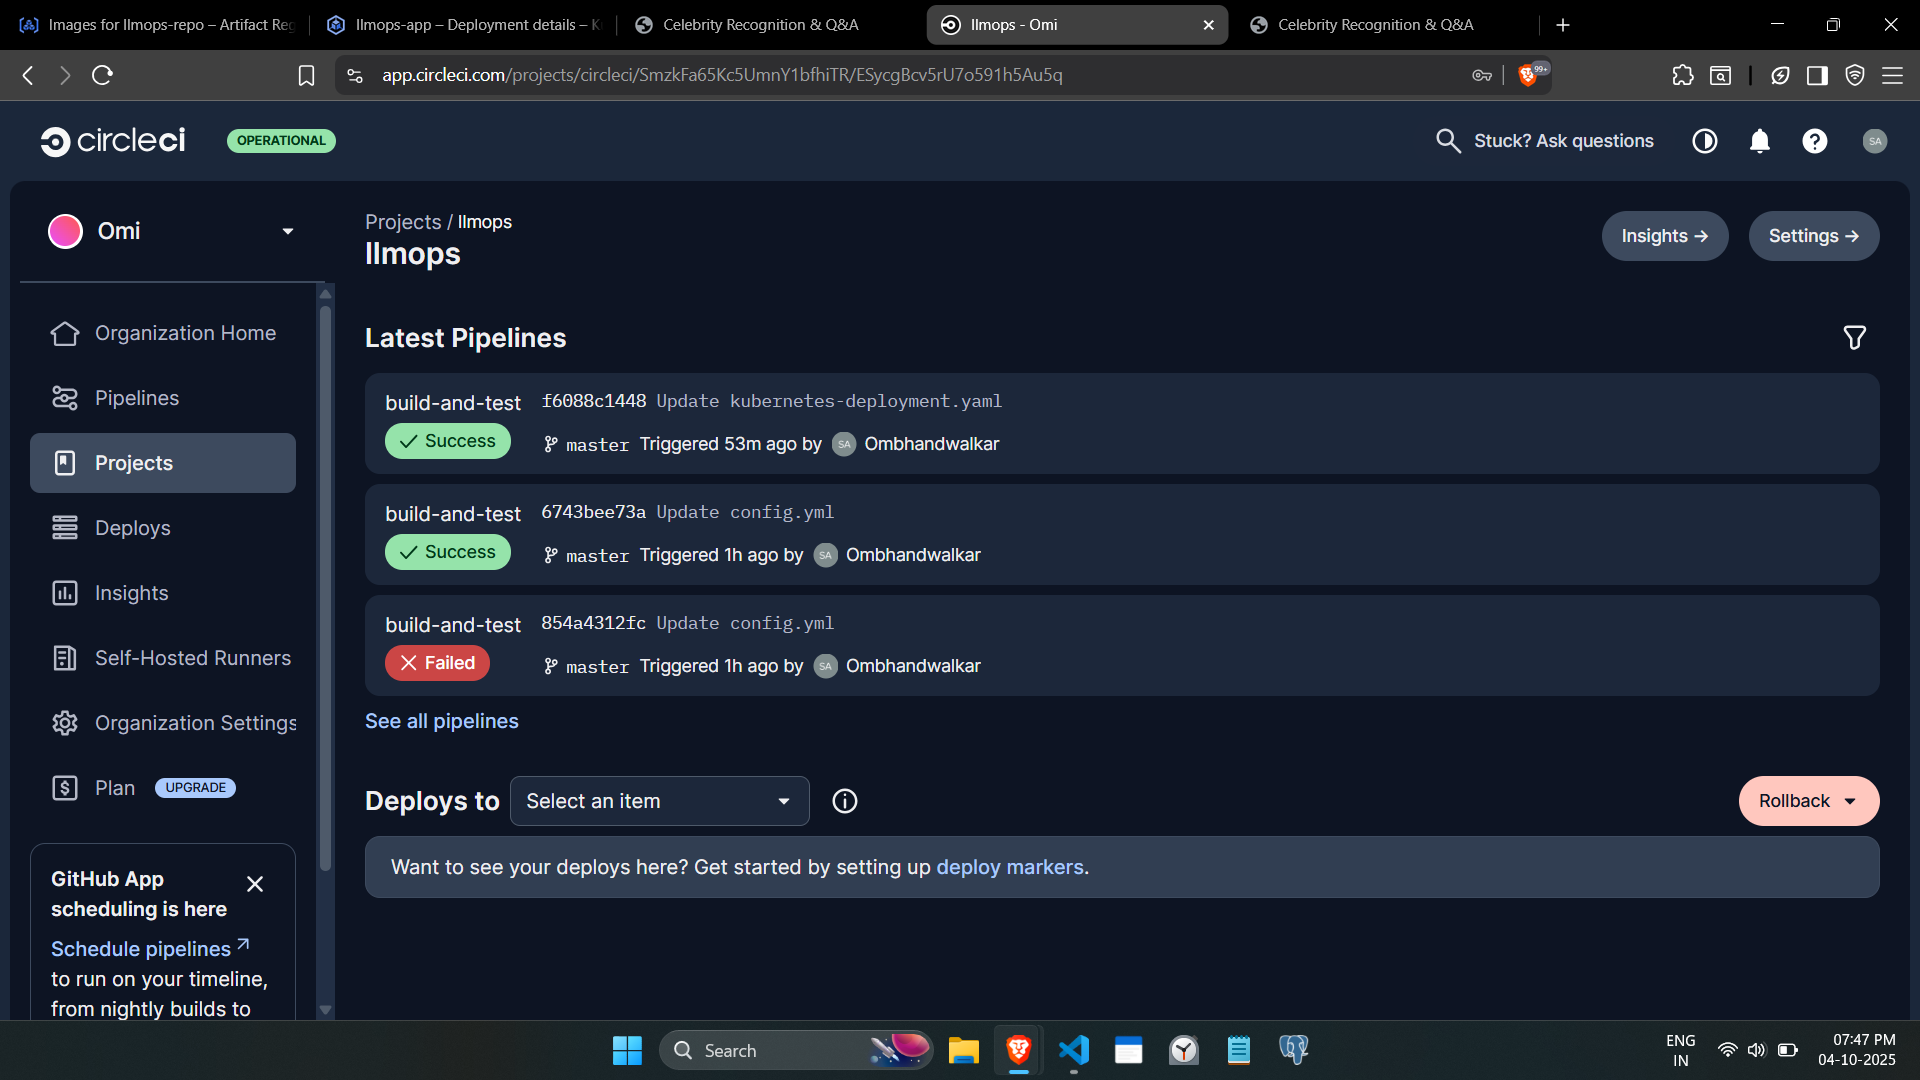 Images for llmops-repo – Artifact Reg
llmops-app – Deployment details – K
Celebrity Recognition & Q&A
llmops - Omi
Celebrity Recognition & Q&A
app.circleci.com/projects/circleci/SmzkFa65Kc5UmnY1bfhiTR/ESycgBcv5rU7o591h5Au5q
99+
circleci
OPERATIONAL
Stuck? Ask questions
SA
Omi
Organization Home
Pipelines
Projects
Deploys
Insights
Self-Hosted Runners
Organization Settings
Plan UPGRADE
GitHub App
scheduling is here
Schedule pipelines
to run on your timeline,
from nightly builds to
Projects / llmops
llmops
Insights →
Settings →
Latest Pipelines
build-and-test f6088c1448 Update kubernetes-deployment.yaml
Success master Triggered 53m ago by SA Ombhandwalkar
build-and-test 6743bee73a Update config.yml
Success master Triggered 1h ago by SA Ombhandwalkar
build-and-test 854a4312fc Update config.yml
Failed master Triggered 1h ago by SA Ombhandwalkar
See all pipelines
Deploys to Select an item
Rollback
Want to see your deploys here? Get started by setting up deploy markers.
Search
ENG
IN
07:47 PM
04-10-2025